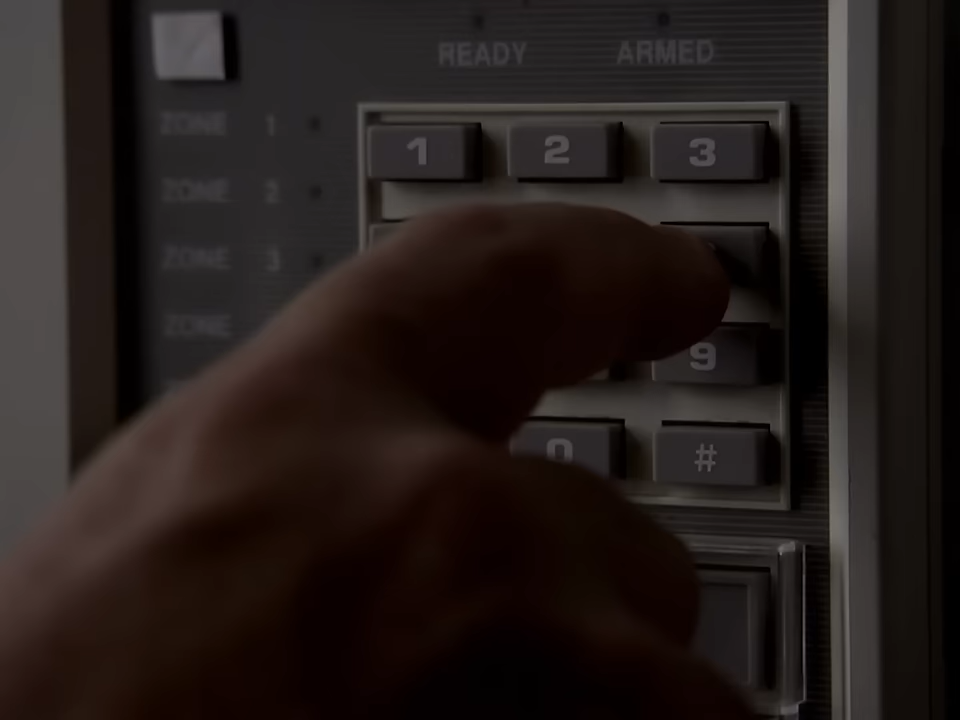 READY ARMED
ZONE 1
1 2 3
ZONE 2
ZONE 3
ZONE
9
0 #